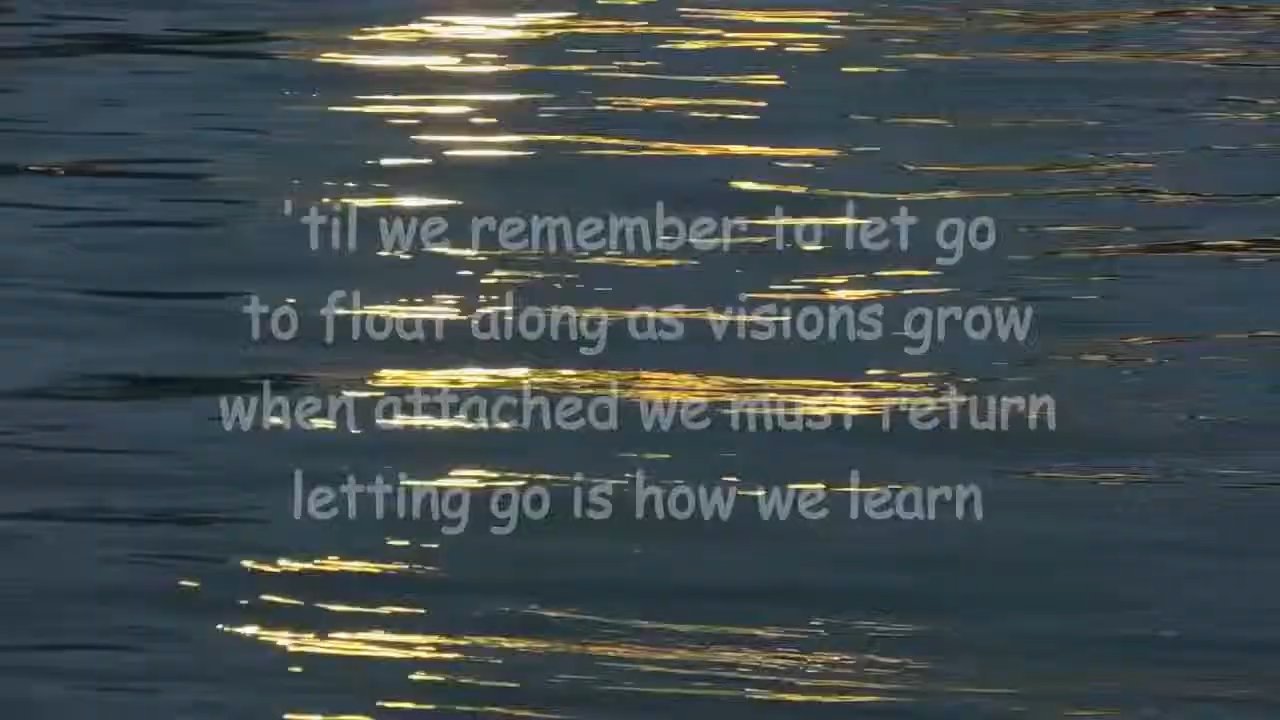 'til we remember to let go
to float along as visions grow
when attached we must return
letting go is how we learn